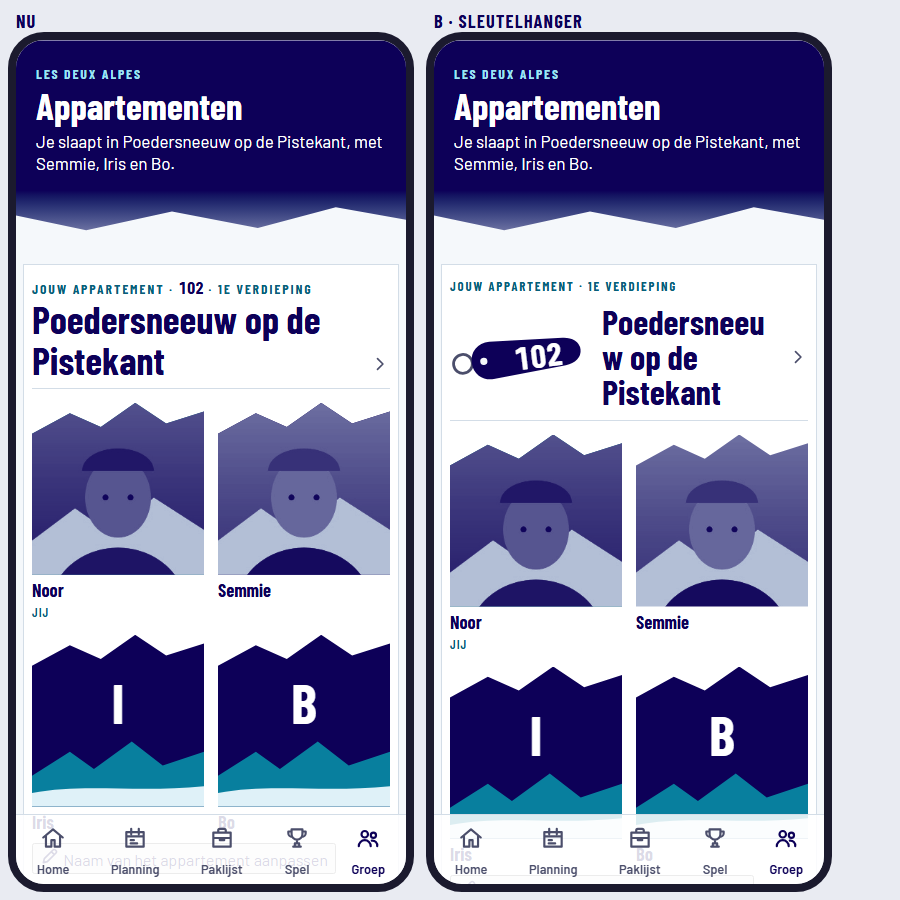 NU
LES DEUX ALPES
Appartementen
Je slaapt in Poedersneeuw op de Pistekant, met
Semmie, Iris en Bo.
JOUW APPARTEMENT · 102 · 1E VERDIEPING
Poedersneeuw op de
Pistekant
Noor
JIJ
Semmie
I
B
Iris
Bo
Naam van het appartement aanpassen
Home
Planning
Paklijst
Spel
Groep
B · SLEUTELHANGER
LES DEUX ALPES
Appartementen
Je slaapt in Poedersneeuw op de Pistekant, met
Semmie, Iris en Bo.
JOUW APPARTEMENT · 1E VERDIEPING
102
Poedersneeu
w op de
Pistekant
Noor
JIJ
Semmie
I
B
Iris
Bo
Home
Planning
Paklijst
Spel
Groep